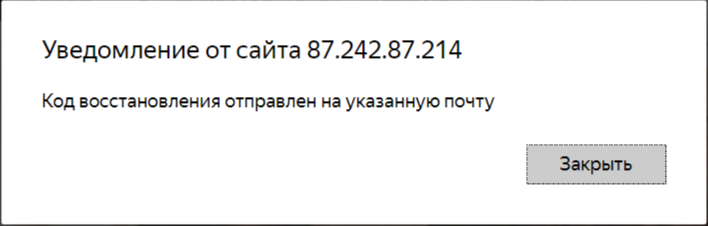 Уведомление от сайта 87.242.87.214
Код восстановления отправлен на указанную почту
Закрыть